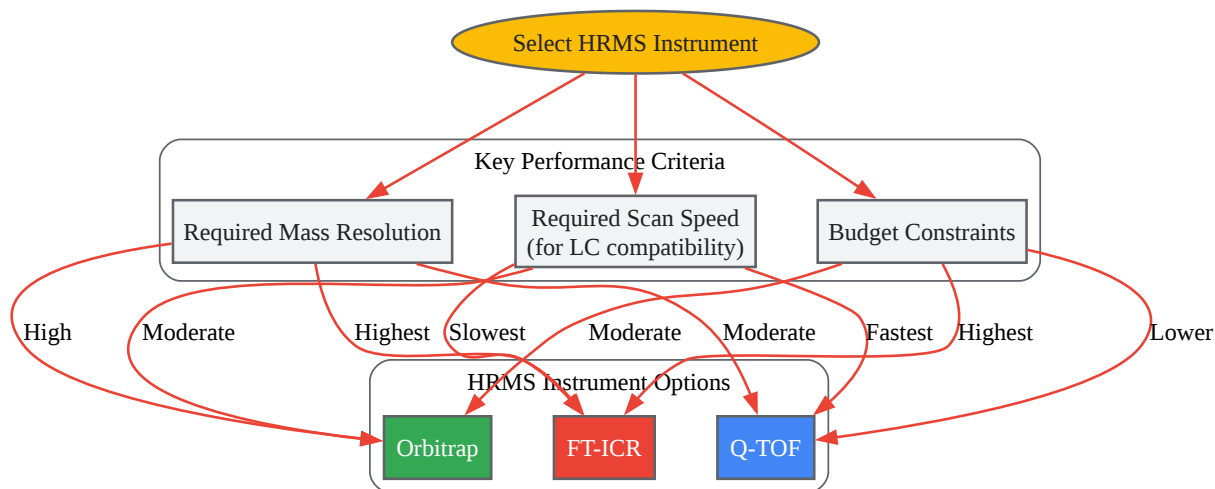 Select HRMS Instrument
Key Performance Criteria
Required Mass Resolution
Required Scan Speed
(for LC compatibility)
Budget Constraints
High
Moderate
Highest
Slowest
Moderate
Moderate
Fastest
Highest
Lower
HRMS Instrument Options
Orbitrap
FT-ICR
Q-TOF